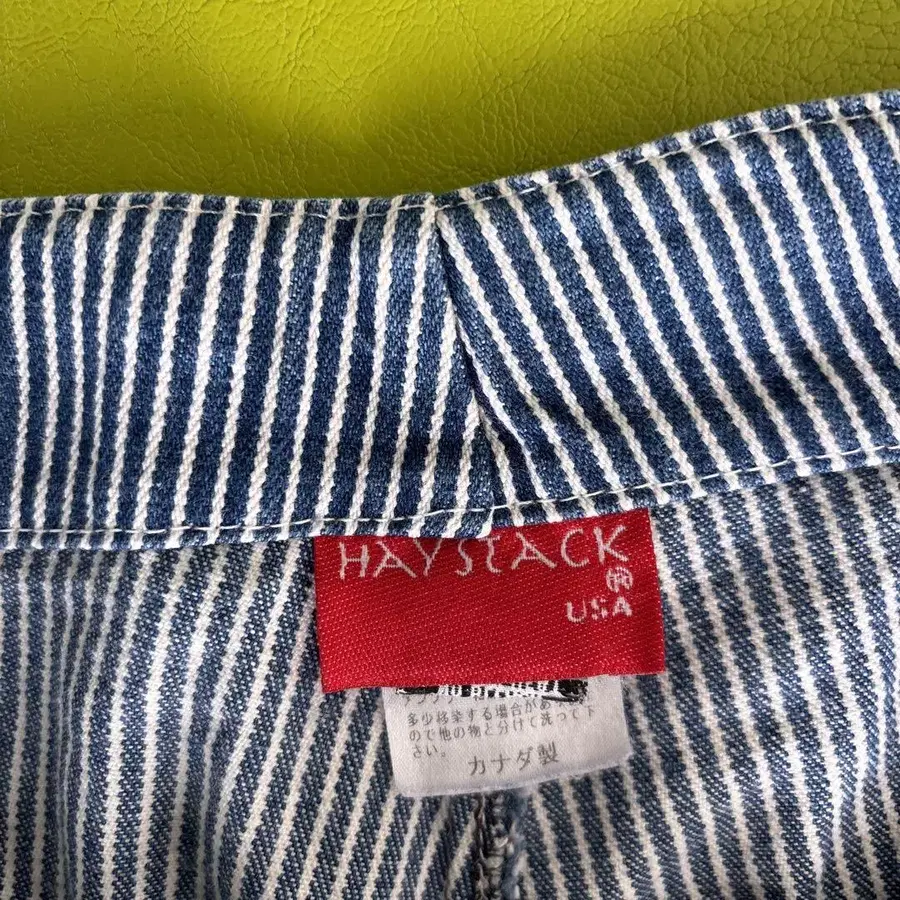 HAYSTACK
®
USA
多少移染する場合があ
ので他の物と分けて洗って下
さい。
カナダ製